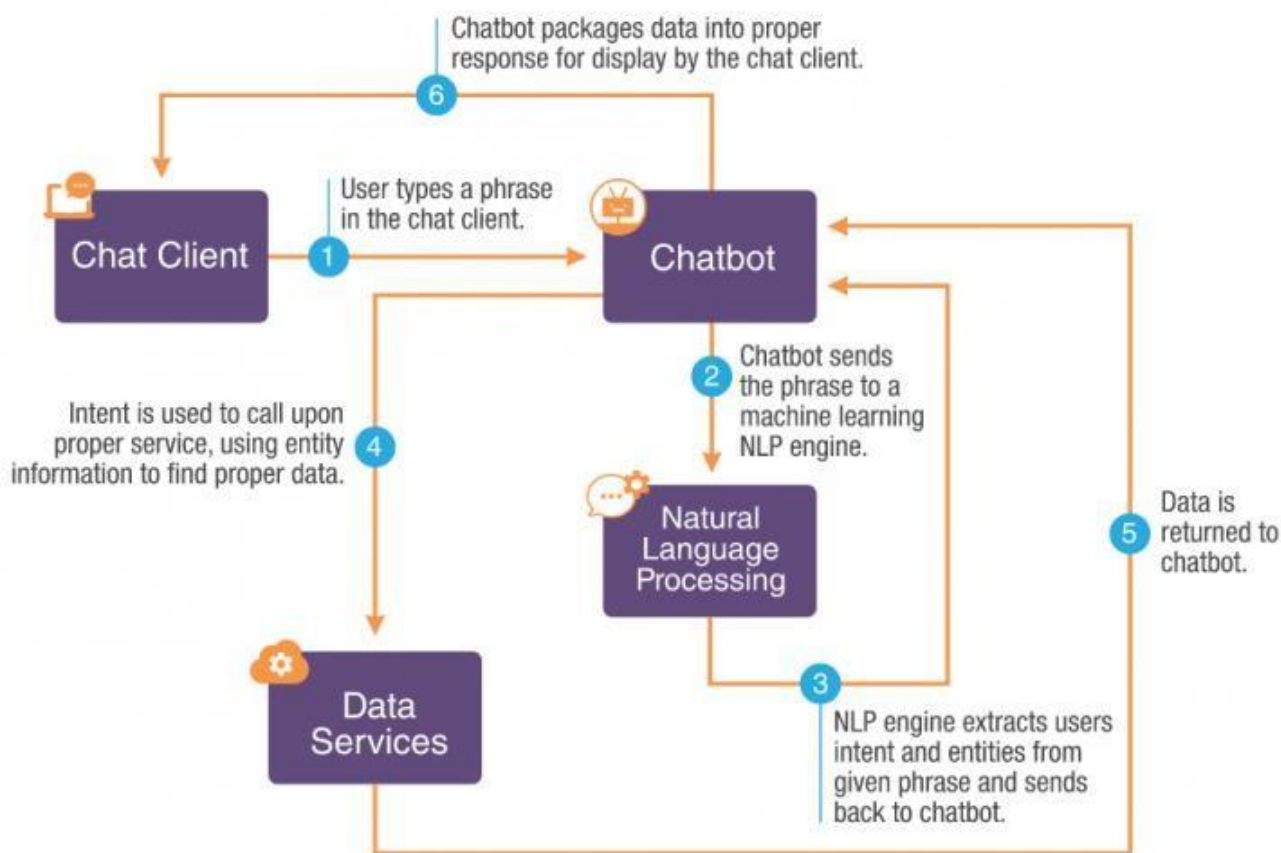 Chatbot packages data into proper
response for display by the chat client.
6
Chat Client
User types a phrase
in the chat client.
1
Chatbot
2
Chatbot sends
the phrase to a
machine learning
NLP engine.
Intent is used to call upon
proper service, using entity
information to find proper data.
4
Natural
Language
Processing
5
Data is
returned to
chatbot.
3
NLP engine extracts users
intent and entities from
given phrase and sends
back to chatbot.
Data
Services